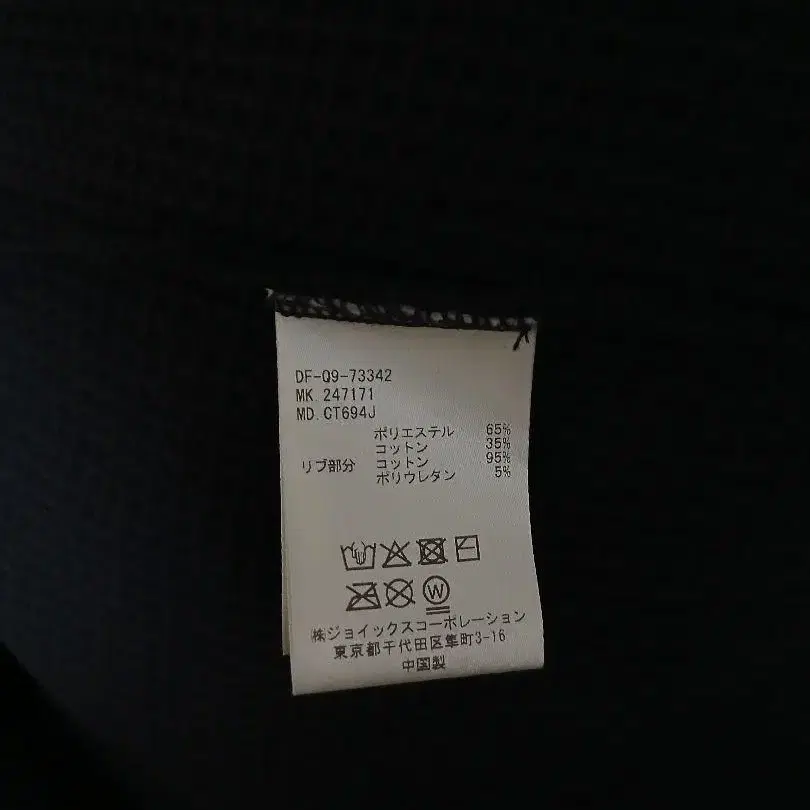 DF-Q9-73342
MK. 247171
MD. CT694J
ポリエステル 65%
コットン 35%
リブ部分 コットン 95%
ポリウレタン 5%
W
㈱ジョイックスコーポレーション
東京都千代田区隼町3-16
中国製